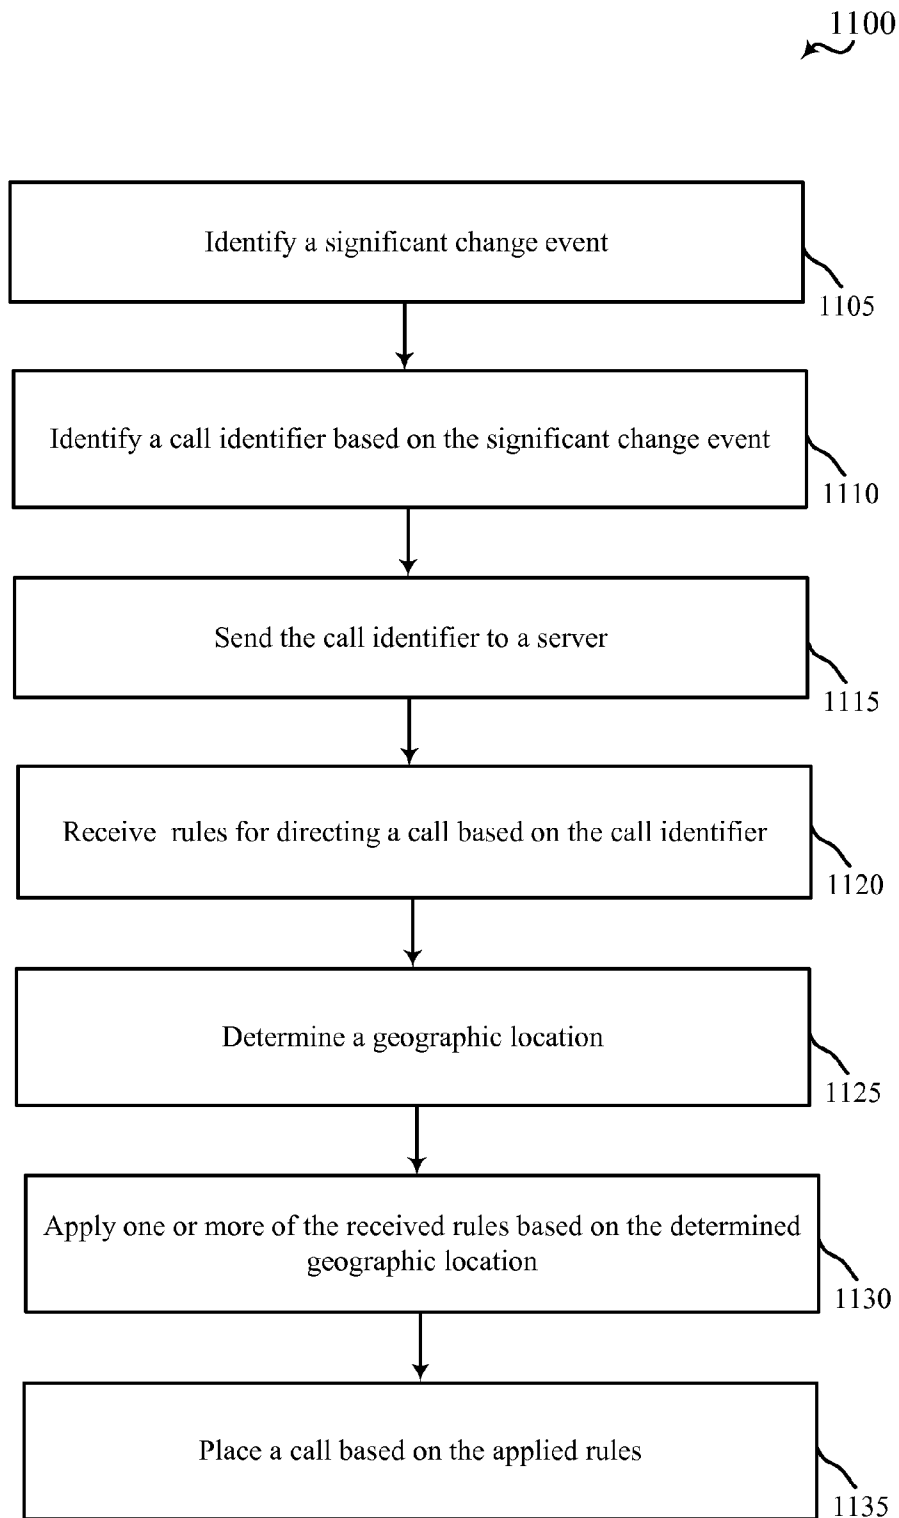 1100
Identify a significant change event
1105
Identify a call identifier based on the significant change event
1110
Send the call identifier to a server
1115
Receive rules for directing a call based on the call identifier
1120
Determine a geographic location
1125
Apply one or more of the received rules based on the determined
geographic location
1130
Place a call based on the applied rules
1135